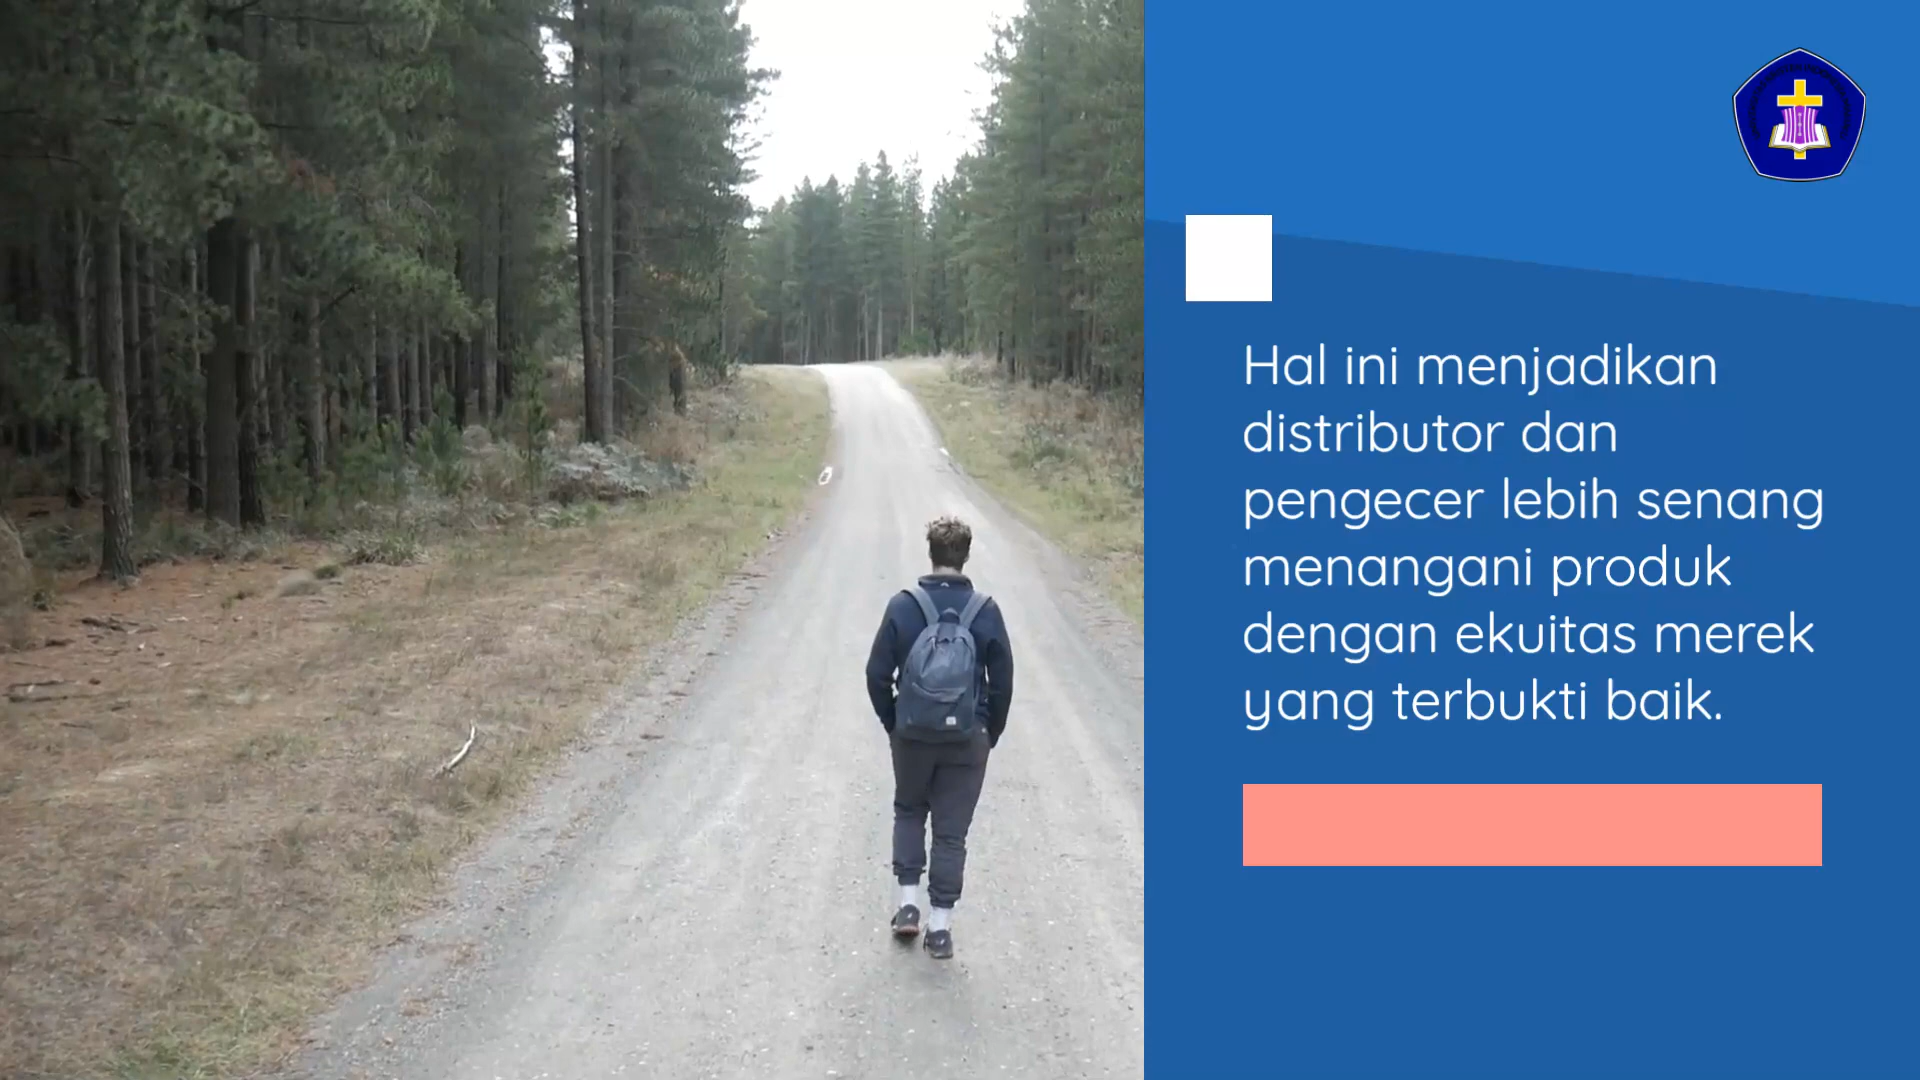 Hal ini menjadikan
distributor dan
pengecer lebih senang
menangani produk
dengan ekuitas merek
yang terbukti baik.